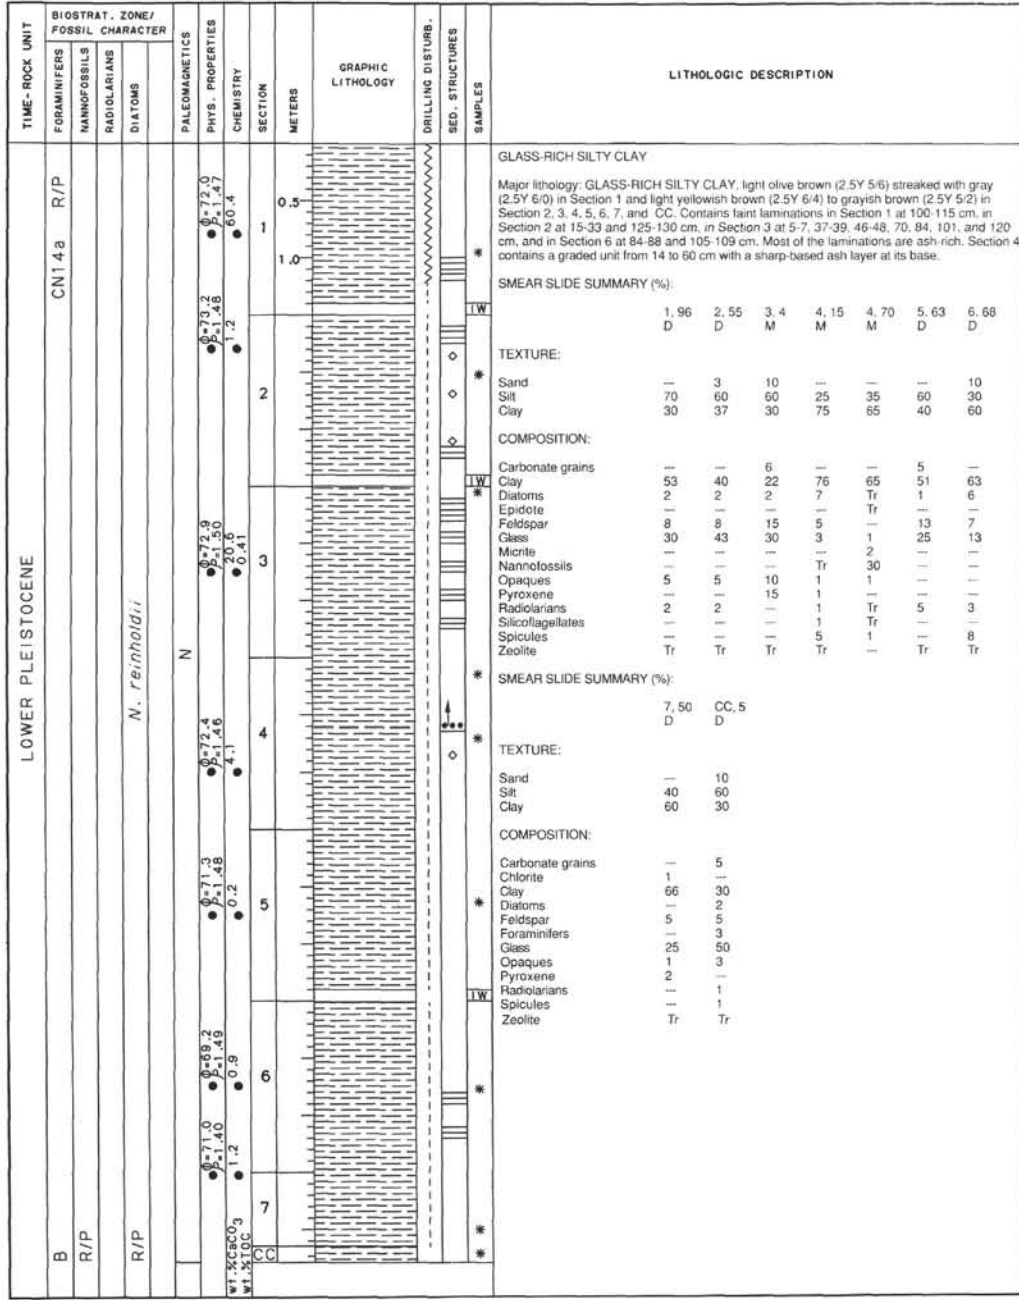 TIME-ROCK UNIT
BIOSTRAT. ZONE/
FOSSIL CHARACTER
FORAMINIFERS
NANNOFOSSILS
RADIOLARIANS
DIATOMS
PALEOMAGNETICS
PHYS. PROPERTIES
CHEMISTRY
SECTION
METERS
GRAPHIC
LITHOLOGY
DRILLING DISTURB.
SED. STRUCTURES
SAMPLES
LITHOLOGIC DESCRIPTION
LOWER PLEISTOCENE
B
CN14a R/P
R/P
N. reinholdii
R/P
N
Φ=72.0
ρ=1.47
60.4
Φ=73.2
ρ=1.48
1.2
Φ=72.9
ρ=1.50
20.6
0.41
Φ=72.4
ρ=1.46
4.1
Φ=71.3
ρ=1.48
0.2
Φ=69.2
ρ=1.49
0.9
Φ=71.0
ρ=1.40
1.2
wt.%CaCO3
wt.%TOC
1
2
3
4
5
6
7
CC
0.5
1.0
*
IW
*
IW
*
*
*
*
IW
*
*
*
GLASS-RICH SILTY CLAY
Major lithology: GLASS-RICH SILTY CLAY, light olive brown (2.5Y 5/6) streaked with gray
(2.5Y 6/0) in Section 1 and light yellowish brown (2.5Y 6/4) to grayish brown (2.5Y 5/2) in
Section 2, 3, 4, 5, 6, 7, and CC. Contains faint laminations in Section 1 at 100-115 cm, in
Section 2 at 15-33 and 125-130 cm, in Section 3 at 5-7, 37-39, 46-48, 70, 84, 101, and 120
cm, and in Section 6 at 84-88 and 105-109 cm. Most of the laminations are ash-rich. Section 4
contains a graded unit from 14 to 60 cm with a sharp-based ash layer at its base.
SMEAR SLIDE SUMMARY (%):
1, 96 2, 55 3, 4 4, 15 4, 70 5, 63 6, 68
D D M M M D D
TEXTURE:
Sand --- 3 10 --- --- --- 10
Silt 70 60 60 25 35 60 30
Clay 30 37 30 75 65 40 60
COMPOSITION:
Carbonate grains --- --- 6 --- --- 5 ---
Clay 53 40 22 76 65 51 63
Diatoms 2 2 2 7 Tr 1 6
Epidote --- --- --- --- Tr --- ---
Feldspar 8 8 15 5 --- 13 7
Glass 30 43 30 3 1 25 13
Micrite --- --- --- --- 2 --- ---
Nannofossils --- --- --- Tr 30 --- ---
Opaques 5 5 10 1 1 --- ---
Pyroxene --- --- 15 1 --- --- ---
Radiolarians 2 2 --- 1 Tr 5 3
Silicoflagellates --- --- --- 1 Tr --- ---
Spicules --- --- --- 5 1 --- 8
Zeolite Tr Tr Tr Tr --- Tr Tr
SMEAR SLIDE SUMMARY (%):
7, 50 CC, 5
D D
TEXTURE:
Sand --- 10
Silt 40 60
Clay 60 30
COMPOSITION:
Carbonate grains --- 5
Chlorite 1 ---
Clay 66 30
Diatoms --- 2
Feldspar 5 5
Foraminifers --- 3
Glass 25 50
Opaques 1 3
Pyroxene 2 ---
Radiolarians --- 1
Spicules --- 1
Zeolite Tr Tr